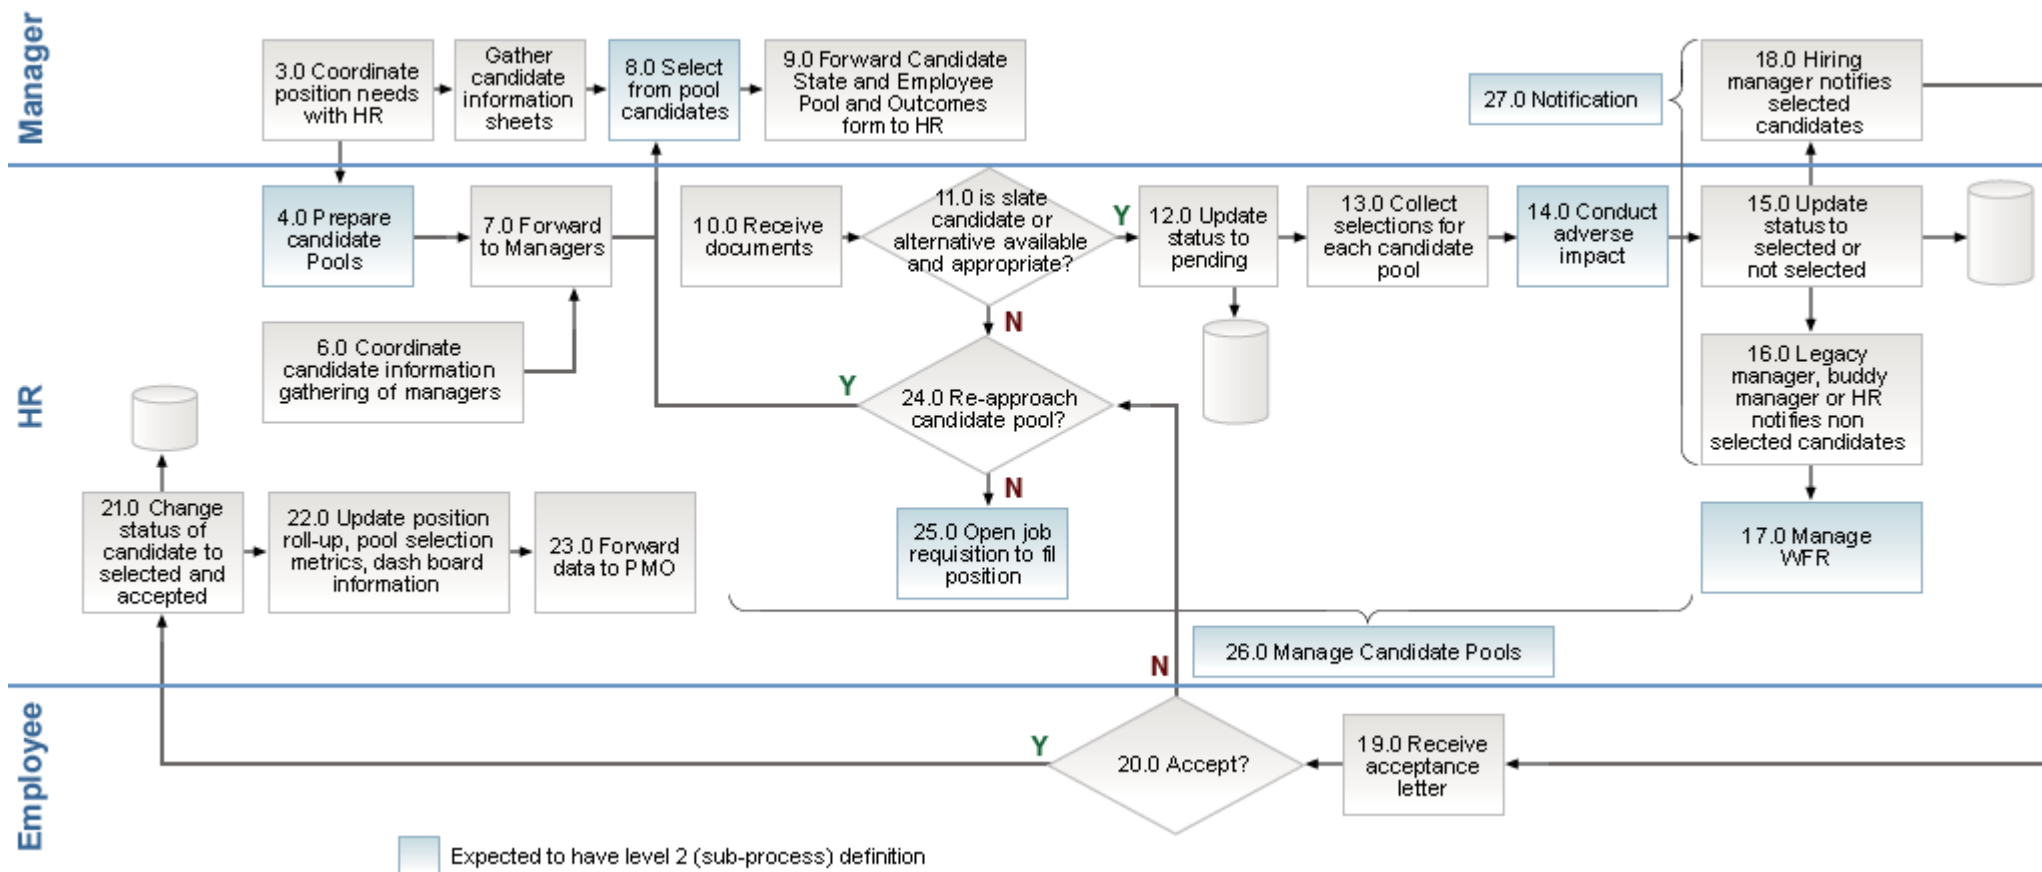 Manager
3.0 Coordinate
position needs
with HR
Gather
candidate
information
sheets
8.0 Select
from pool
candidates
9.0 Forward Candidate
State and Employee
Pool and Outcomes
form to HR
27.0 Notification
18.0 Hiring
manager notifies
selected
candidates
HR
4.0 Prepare
candidate
Pools
7.0 Forward
to Managers
10.0 Receive
documents
11.0 is slate
candidate or
alternative available
and appropriate?
Y
N
12.0 Update
status to
pending
13.0 Collect
selections for
each candidate
pool
14.0 Conduct
adverse
impact
15.0 Update
status to
selected or
not selected
6.0 Coordinate
candidate information
gathering of managers
Y
24.0 Re-approach
candidate pool?
N
16.0 Legacy
manager, buddy
manager or HR
notifies non
selected candidates
21.0 Change
status of
candidate to
selected and
accepted
22.0 Update position
roll-up, pool selection
metrics, dash board
information
23.0 Forward
data to PMO
25.0 Open job
requisition to fil
position
17.0 Manage
WFR
26.0 Manage Candidate Pools
N
Employee
Y
20.0 Accept?
19.0 Receive
acceptance
letter
Expected to have level 2 (sub-process) definition